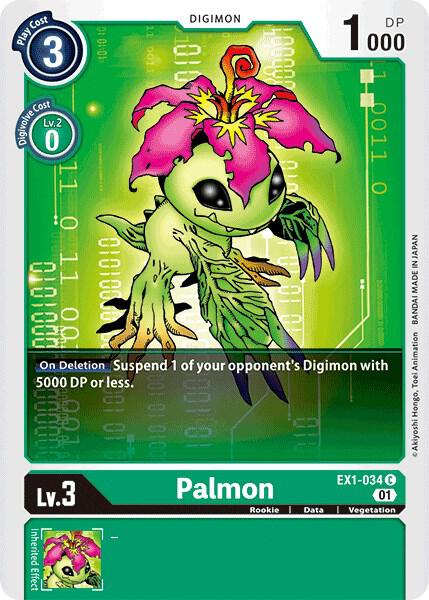 DIGIMON
Play Cost
3
DP
1000
Digivolve Cost
Lv.2
0
On Deletion Suspend 1 of your opponent's Digimon with
5000 DP or less.
©Akiyoshi Hongo, Toei Animation BANDAI MADE IN JAPAN
Lv.3
Palmon
EX1-034 C
01
Rookie | Data | Vegetation
Inherited Effect
-